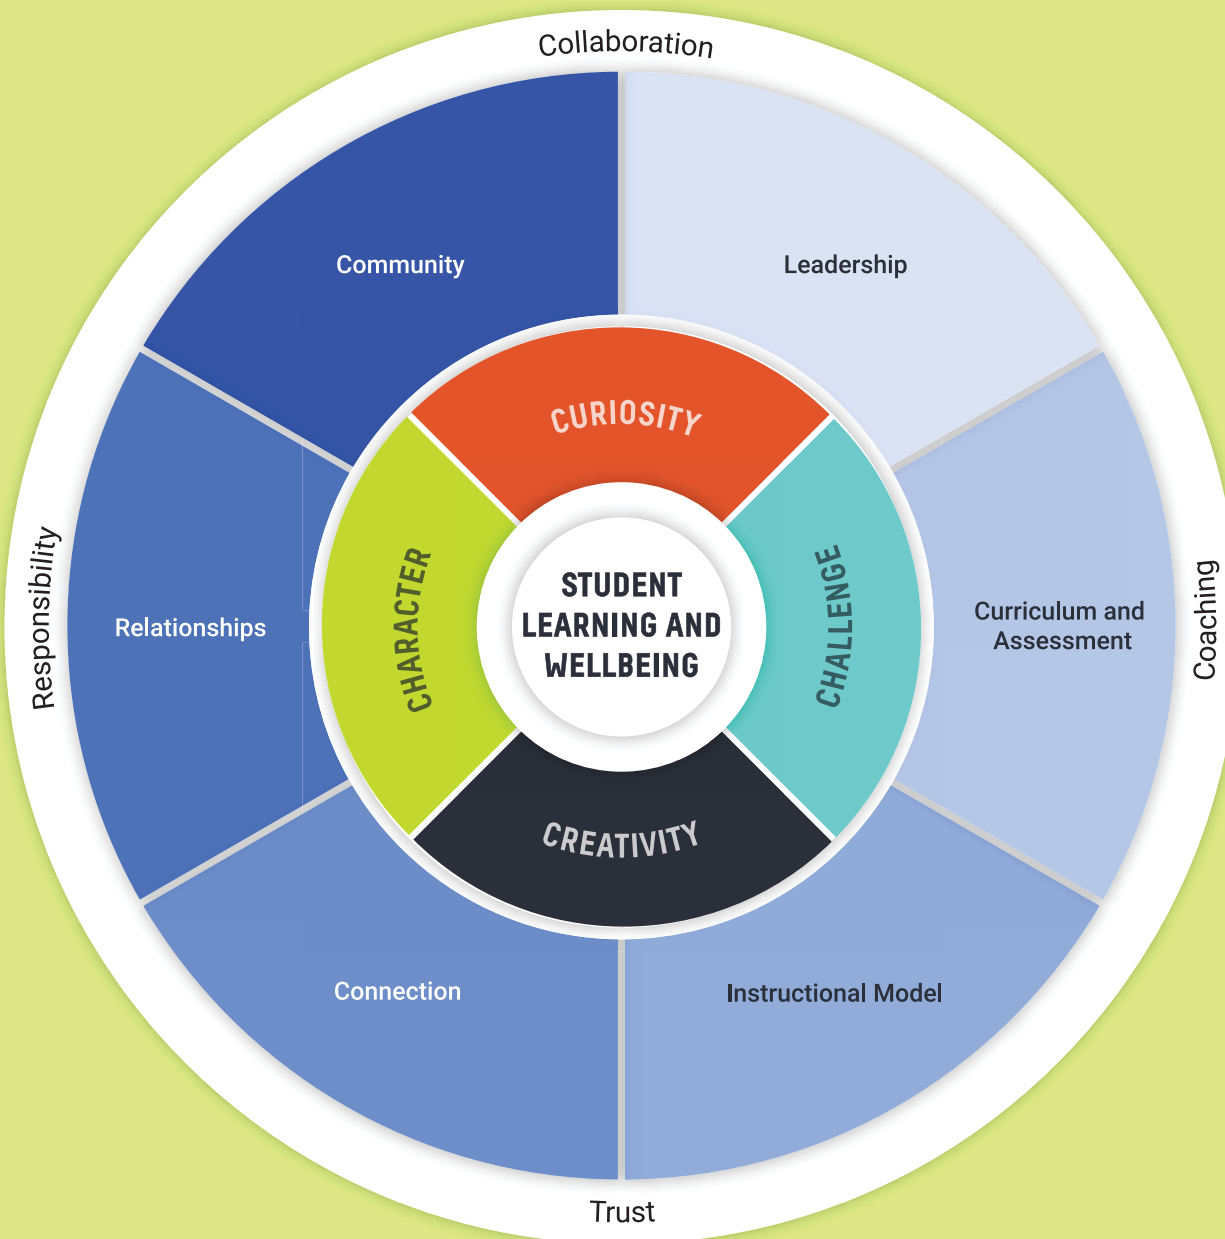 Collaboration
Community
Leadership
CURIOSITY
Responsibility
Relationships
CHARACTER
STUDENT
LEARNING AND
WELLBEING
CHALLENGE
Curriculum and
Assessment
Coaching
CREATIVITY
Connection
Instructional Model
Trust